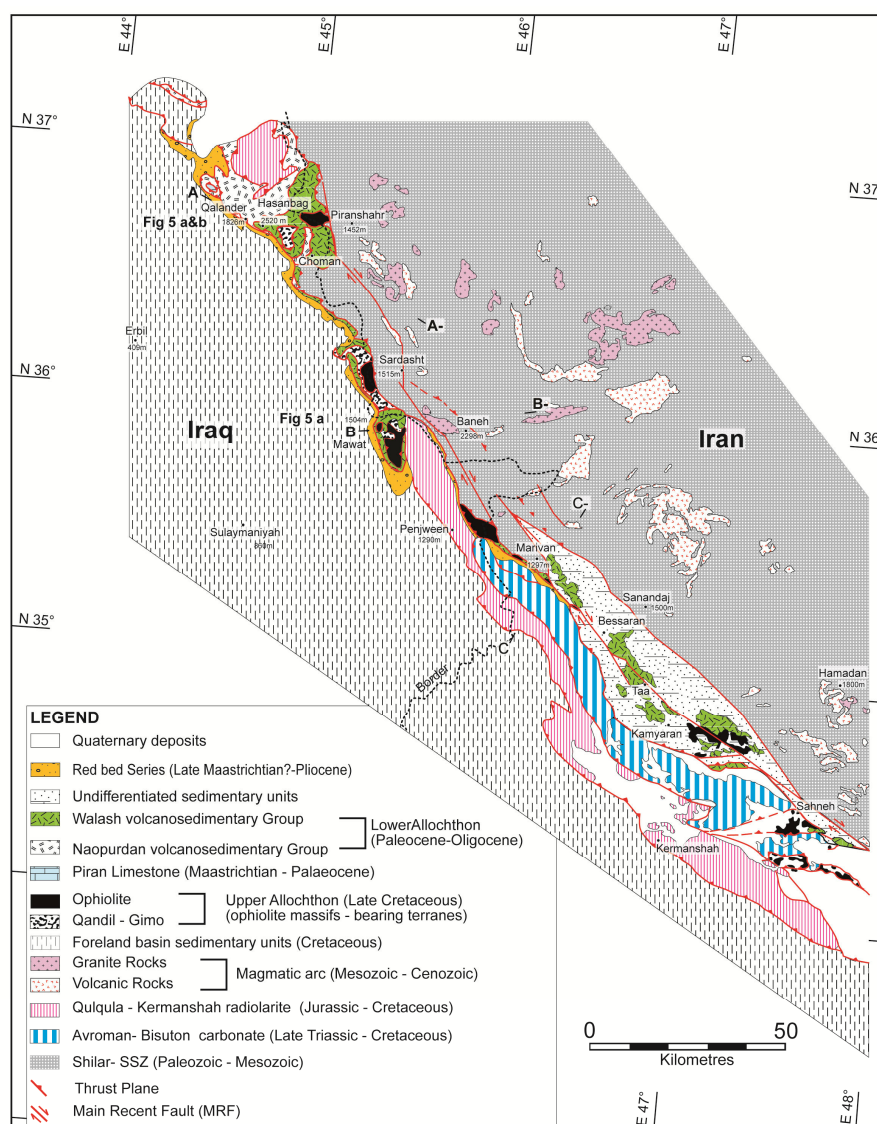 E 44°
E 45°
E 46°
E 47°
N 37°
N 37
A
Qalander
1826m
Hasanbag
2520 m
Piranshahr
1452m
Fig 5 a&b
Choman
A-
Erbil
409m
N 36°
Sardasht
1515m
Fig 5 a
1504m
B
Mawat
B-
Baneh
2298m
Iraq
Iran
N 36
C-
Sulaymaniyah
860m
Penjween
1290m
Marivan
1297m
Sanandaj
1500m
N 35°
Bessaran
C
Border
Taa
Hamadan
1800m
Kamyaran
Sahneh
Kermanshah
LEGEND
Quaternary deposits
Red bed Series (Late Maastrichtian?-Pliocene)
Undifferentiated sedimentary units
Walash volcanosedimentary Group
LowerAllochthon
(Paleocene-Oligocene)
Naopurdan volcanosedimentary Group
Piran Limestone (Maastrichtian - Palaeocene)
Ophiolite
Upper Allochthon (Late Cretaceous)
(ophiolite massifs - bearing terranes)
Qandil - Gimo
Foreland basin sedimentary units (Cretaceous)
Granite Rocks
Magmatic arc (Mesozoic - Cenozoic)
Volcanic Rocks
Qulqula - Kermanshah radiolarite (Jurassic - Cretaceous)
Avroman- Bisuton carbonate (Late Triassic - Cretaceous)
Shilar- SSZ (Paleozoic - Mesozoic)
Thrust Plane
Main Recent Fault (MRF)
0
50
Kilometres
E 47°
E 48°